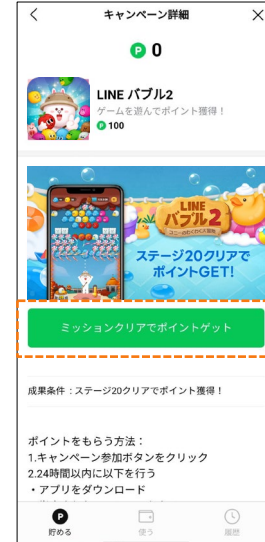 キャンペーン詳細
P 0
LINE バブル2
ゲームを遊んでポイント獲得！
P 100
LINE
バブル2
ステージ20クリアで
ポイントGET!
ミッションクリアでポイントゲット
成果条件：ステージ20クリアでポイント獲得！
ポイントをもらう方法：
1.キャンペーン参加ボタンをクリック
2.24時間以内に以下を行う
・アプリをダウンロード
P
貯める
使う
履歴